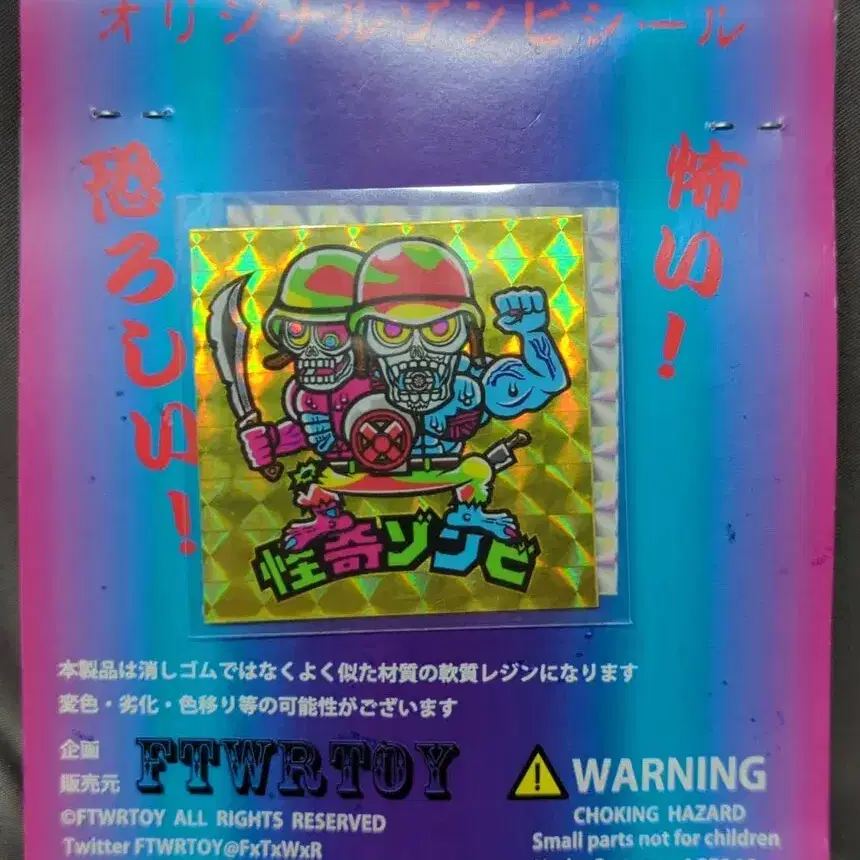 オリジナルゾンビシール
恐ろしい!
怖い!
怪奇ゾンビ
本製品は消しゴムではなくよく似た材質の軟質レジンになります
変色・劣化・色移り等の可能性がございます
企画
販売元
FTWRTOY
©FTWRTOY ALL RIGHTS RESERVED
Twitter FTWRTOY@FxTxWxR
WARNING
CHOKING HAZARD
Small parts not for children